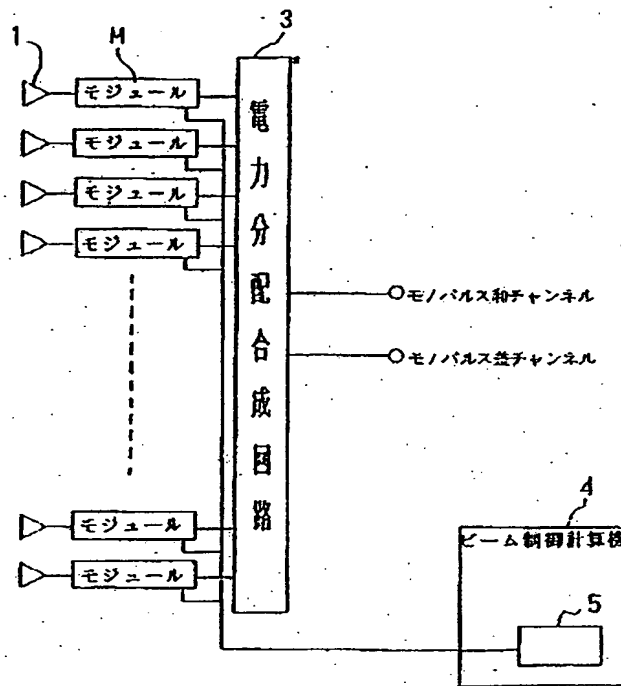 1
M
3
モジュール
モジュール
モジュール
モジュール
電力分配合成回路
モノパルス和チャンネル
モノパルス差チャンネル
モジュール
モジュール
4
ビーム制御計算機
5